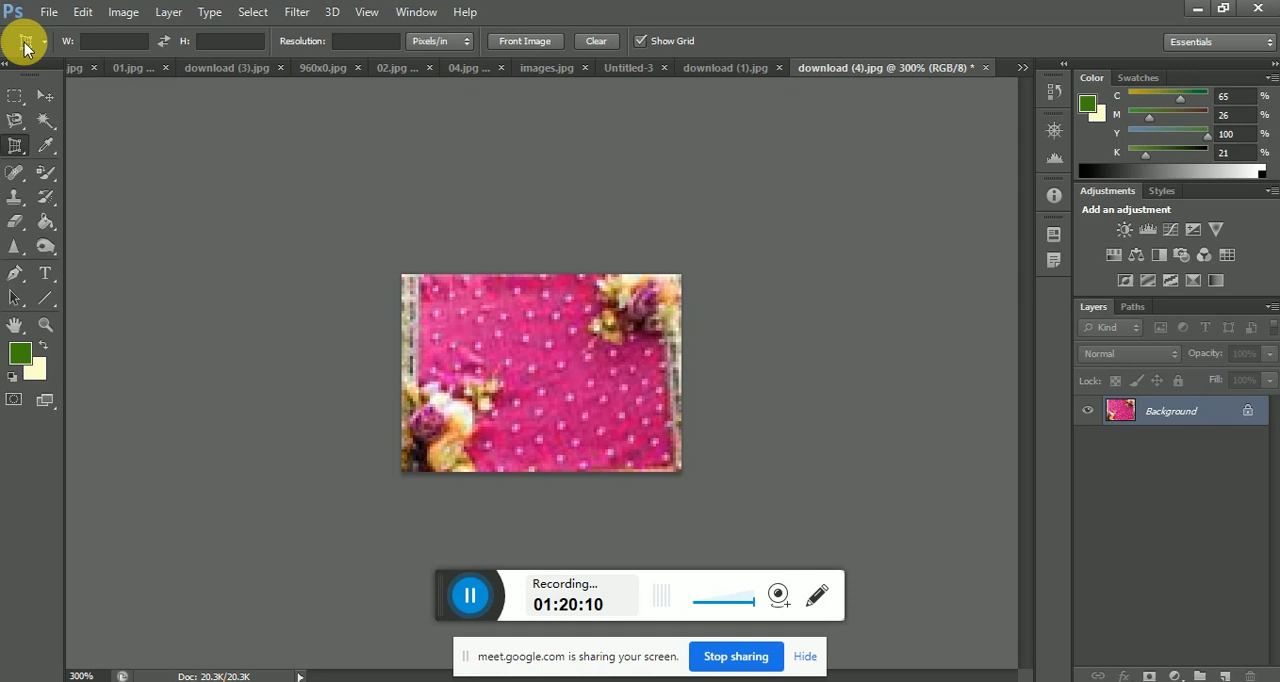 Ps File Edit Image Layer Type Select Filter 3D View Window Help
W: H: Resolution: Pixels/in Front Image Clear Show Grid Essentials
jpg × 01.jpg ... × download (3).jpg × 960x0.jpg × 02.jpg ... × 04.jpg ... × images.jpg × Untitled-3 × download (1).jpg × download (4).jpg @ 300% (RGB/8) * ×
Color Swatches
C 65 %
M 26 %
Y 100 %
K 21 %
Adjustments Styles
Add an adjustment
Layers Paths
Kind
Normal Opacity: 100%
Lock: Fill: 100%
Background
Recording...
01:20:10
meet.google.com is sharing your screen. Stop sharing Hide
300% Doc: 20.3K/20.3K